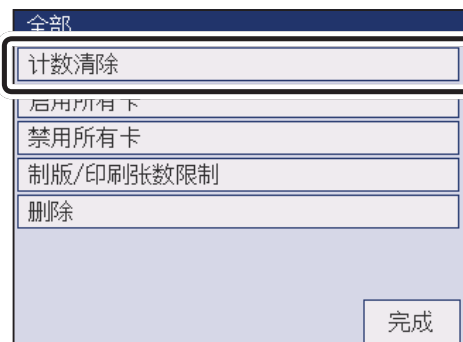 全部
计数清除
启用所有卡
禁用所有卡
制版/印刷张数限制
删除
完成